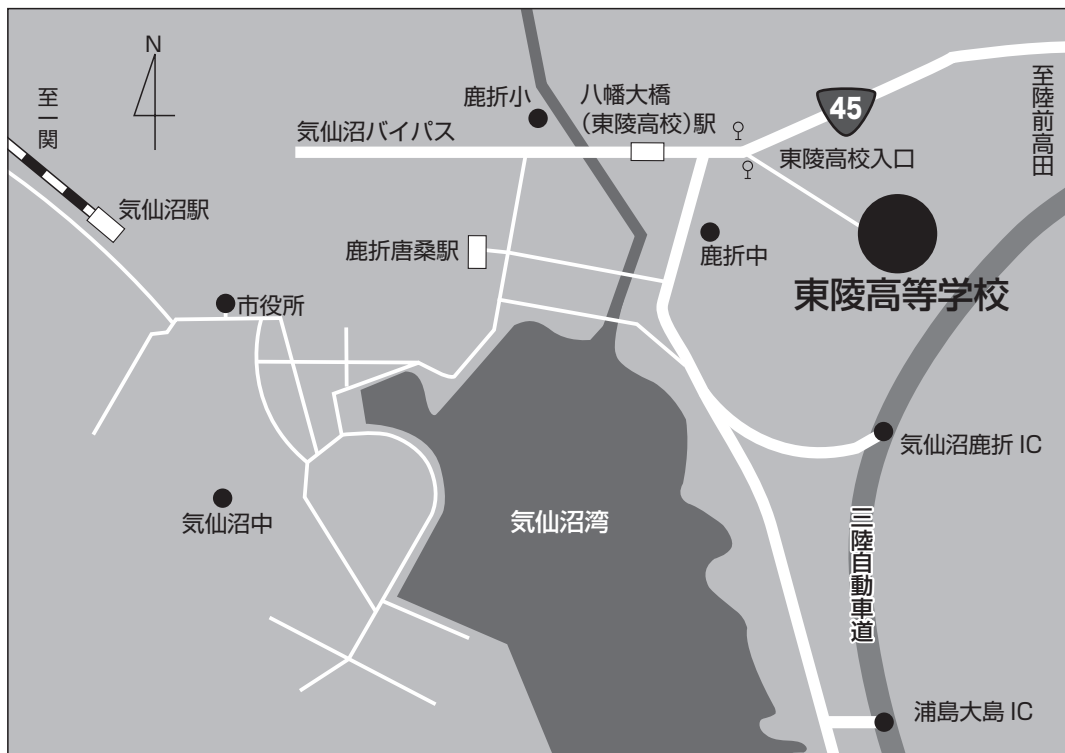 N
至一関
鹿折小
八幡大橋
(東陵高校)駅
45
至陸前高田
気仙沼バイパス
東陵高校入口
気仙沼駅
鹿折唐桑駅
鹿折中
東陵高等学校
市役所
気仙沼鹿折 IC
気仙沼中
気仙沼湾
三陸自動車道
浦島大島 IC